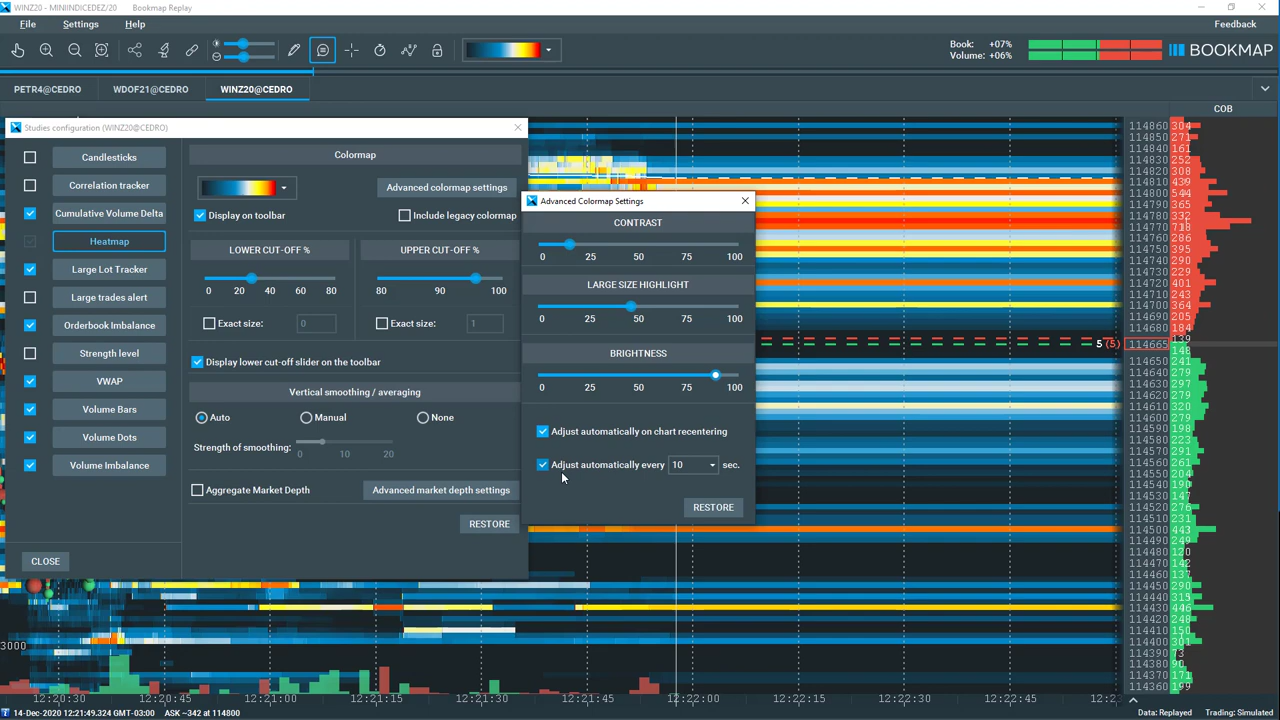 WINZ20 - MINIINDICEDEZ/20 Bookmap Replay
File Settings Help Feedback
Book: +07%
Volume: +06%
BOOKMAP
PETR4@CEDRO WDOF21@CEDRO WINZ20@CEDRO
COB
Studies configuration (WINZ20@CEDRO)
Candlesticks
Correlation tracker
Cumulative Volume Delta
Heatmap
Large Lot Tracker
Large trades alert
Orderbook Imbalance
Strength level
VWAP
Volume Bars
Volume Dots
Volume Imbalance
CLOSE
Colormap
Advanced colormap settings
Display on toolbar Include legacy colormap
LOWER CUT-OFF % UPPER CUT-OFF %
0 20 40 60 80 80 90 100
Exact size: 0 Exact size: 1
Display lower cut-off slider on the toolbar
Vertical smoothing / averaging
Auto Manual None
Strength of smoothing: 0 10 20
Aggregate Market Depth Advanced market depth settings
RESTORE
Advanced Colormap Settings
CONTRAST
0 25 50 75 100
LARGE SIZE HIGHLIGHT
0 25 50 75 100
BRIGHTNESS
0 25 50 75 100
Adjust automatically on chart recentering
Adjust automatically every 10 sec.
RESTORE
114860 304
114850 271
114840 161
114830 252
114820 308
114810 439
114800 544
114790 365
114780 332
114770 718
114760 286
114750 395
114740 290
114730 229
114720 401
114710 243
114700 364
114690 205
114680 184
139
5 (5) 114665
148
114650 241
114640 279
114630 297
114620 279
114610 320
114590 198
114580 223
114570 291
114560 261
114550 204
114540 190
114530 147
114520 276
114510 231
114500 443
114490 249
114480 120
114470 142
114460 137
114450 290
114440 315
114430 446
114420 248
114410 150
114400 301
114390 73
114380 90
114370 171
114360 199
3000
12:20:30 12:20:45 12:21:00 12:21:15 12:21:30 12:21:45 12:22:00 12:22:15 12:22:30 12:22:45
14-Dec-2020 12:21:49.324 GMT-03:00 ASK ~342 at 114800 Data: Replayed Trading: Simulated